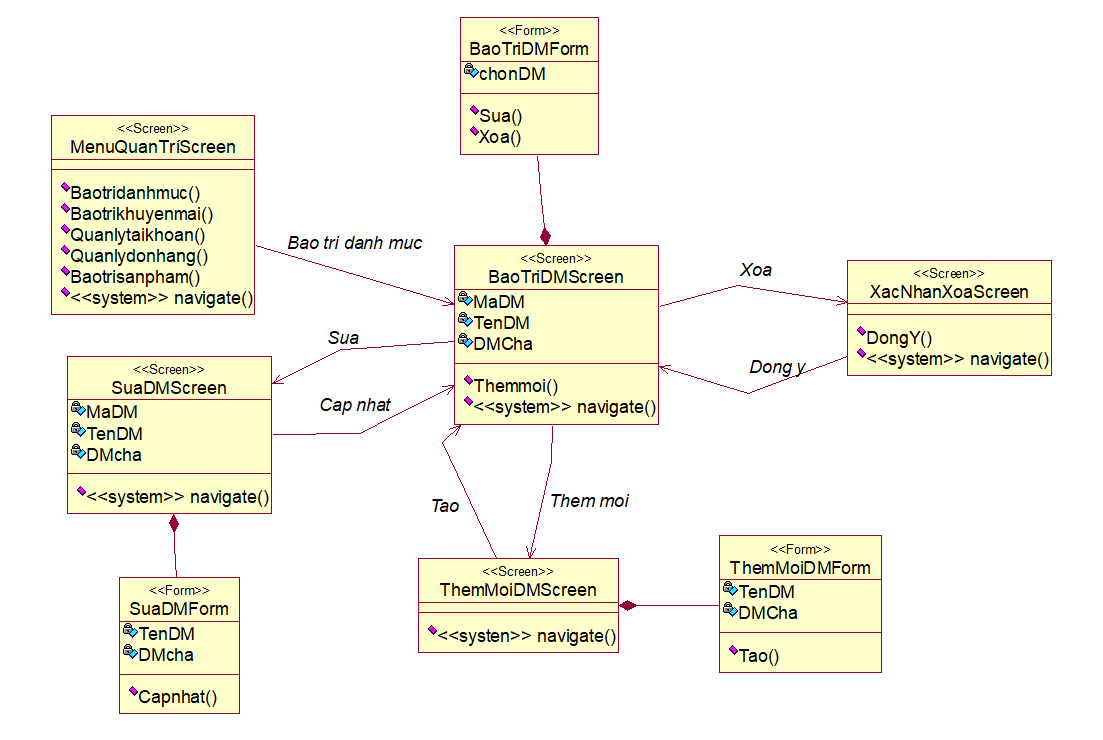 <<Form>>
BaoTriDMForm
chonDM
Sua()
Xoa()
<<Screen>>
MenuQuanTriScreen
Baotridanhmuc()
Baotrikhuyenmai()
Quanlytaikhoan()
Quanlydonhang()
Baotrisanpham()
<<system>> navigate()
Bao tri danh muc
<<Screen>>
BaoTriDMScreen
MaDM
TenDM
DMCha
Themmoi()
<<system>> navigate()
Xoa
<<Screen>>
XacNhanXoaScreen
DongY()
<<system>> navigate()
Dong y
Sua
<<Screen>>
SuaDMScreen
MaDM
TenDM
DMcha
<<system>> navigate()
Cap nhat
Tao
Them moi
<<Screen>>
ThemMoiDMScreen
<<systen>> navigate()
<<Form>>
ThemMoiDMForm
TenDM
DMCha
Tao()
<<Form>>
SuaDMForm
TenDM
DMcha
Capnhat()